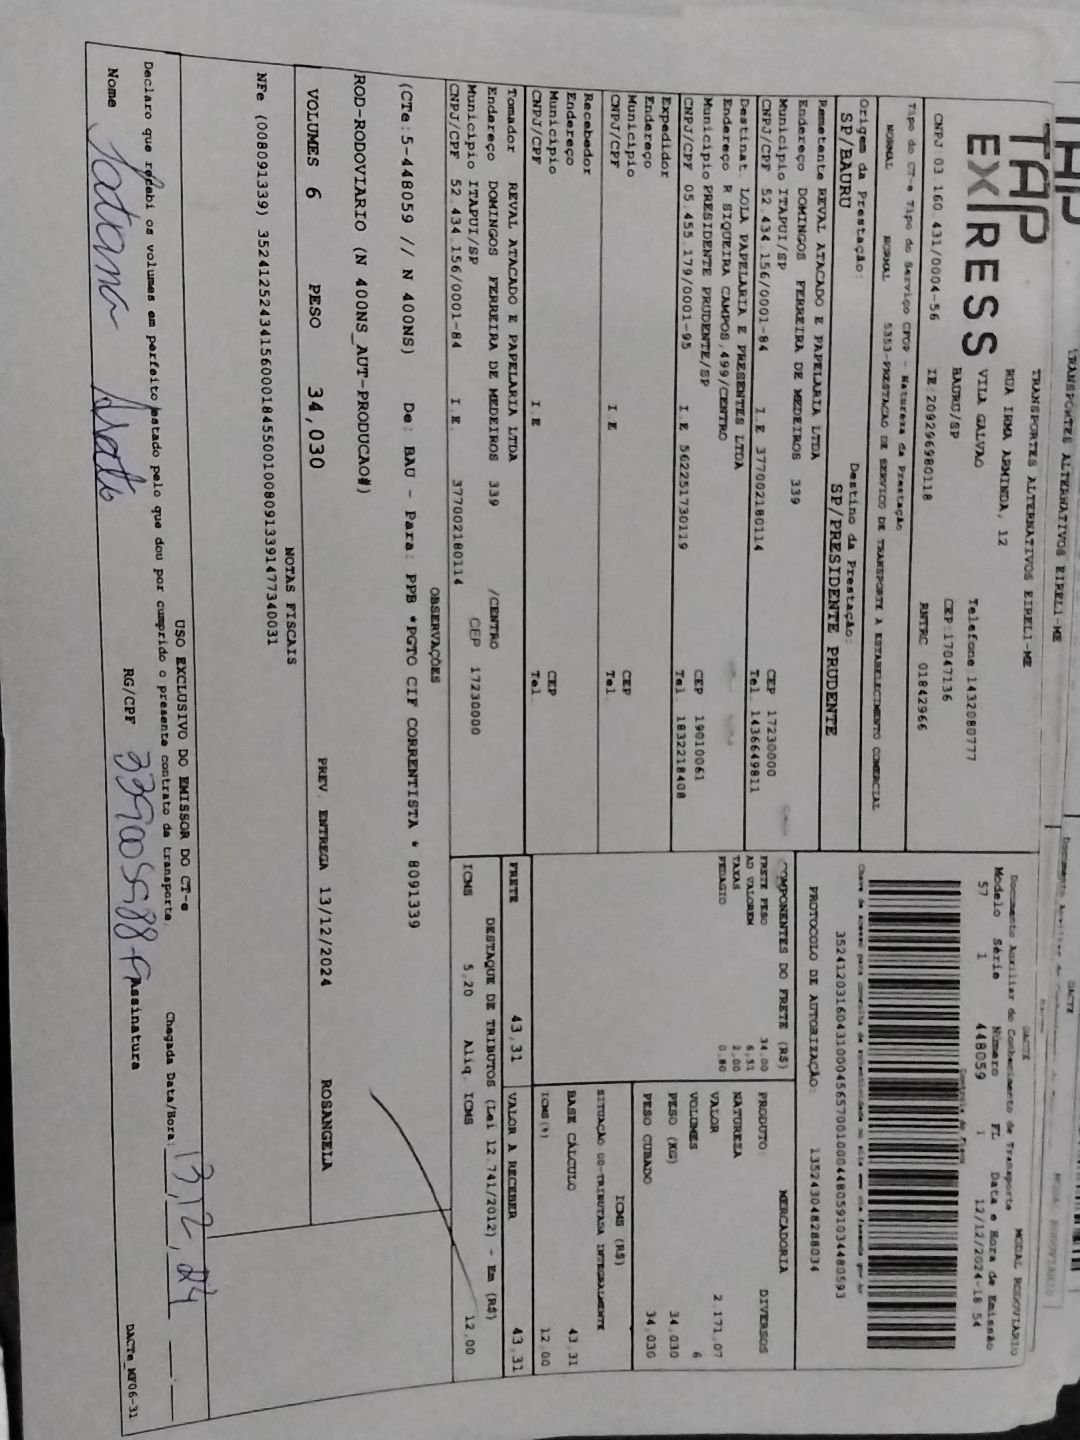 TRANSPORTES ALTERNATIVOS EIRELI-ME
DACTE
TAP
EXPRESS
TRANSPORTES ALTERNATIVOS EIRELI-ME
RUA IRMA ARMINDA, 12
VILA GALVAO
BAURU/SP
Telefone:1432080777
CEP:17047136
CNPJ:03.160.431/0004-56
IE:209296980118
RNTRC 01842966
DACTE
Documento Auxiliar do Conhecimento de Transporte
MODAL RODOVIARIO
Modelo Série Número FL Data e Hora de Emissão
57 1 448059 1 12/12/2024-18:54
Controle do Fisco
Tipo do CT-e Tipo do Serviço CFOP - Natureza da Prestação
NORMAL NORMAL 5353-PRESTACAO DE SERVICO DE TRANSPORTE A ESTABELECIMENTO COMERCIAL
Origem da Prestação:
SP/BAURU
Destino da Prestação:
SP/PRESIDENTE PRUDENTE
35241203160431000456570010004480591034480593
PROTOCOLO DE AUTORIZAÇÃO: 135243048288034
Remetente REVAL ATACADO E PAPELARIA LTDA
Endereço DOMINGOS FERREIRA DE MEDEIROS 339
Município ITAPUI/SP CEP 17230000
CNPJ/CPF 52.434.156/0001-84 I.E 377002180114 Tel. 1436649811
Destinat. LOLA PAPELARIA E PRESENTES LTDA
Endereço R SIQUEIRA CAMPOS,499/CENTRO
Município PRESIDENTE PRUDENTE/SP CEP 19010061
CNPJ/CPF 05.455.179/0001-95 I.E 562251730119 Tel. 1832218408
Expedidor
Endereço
Município CEP
CNPJ/CPF I.E Tel.
Recebedor
Endereço
Município CEP
CNPJ/CPF I.E Tel.
Tomador REVAL ATACADO E PAPELARIA LTDA
Endereço DOMINGOS FERREIRA DE MEDEIROS 339 /CENTRO
Município ITAPUI/SP CEP 17230000
CNPJ/CPF 52.434.156/0001-84 I.E. 377002180114
COMPONENTES DO FRETE (R$)
FRETE PESO 34,00
AD VALOREM 6,51
TAXAS 2,00
PEDAGIO 0,80
MERCADORIA
PRODUTO: DIVERSOS
NATUREZA
VALOR 2.171,07
VOLUMES 6
PESO (KG) 34,030
PESO CUBADO 34,030
ICMS (R$)
SITUAÇÃO 00-TRIBUTADA INTEGRALMENTE
BASE CÁLCULO 43,31
ICMS(%) 12,00
FRETE 43,31
VALOR A RECEBER 43,31
DESTAQUE DE TRIBUTOS (Lei 12.741/2012) - Em (R$)
ICMS 5,20 Aliq. ICMS 12,00
OBSERVAÇÕES
(CTe:5-448059 // N 400NS) De: BAU - Para: PPB *PGTO CIF CORRENTISTA * 8091339
ROD-RODOVIARIO (N 400NS_AUT-PRODUCAO#)
VOLUMES 6 PESO 34,030 PREV. ENTREGA 13/12/2024 ROSANGELA
NOTAS FISCAIS
NFe (008091339) 35241252434156000184550010080913391477340031
USO EXCLUSIVO DO EMISSOR DO CT-e
Declaro que recebi os volumes em perfeito estado pelo que dou por cumprido o presente contrato de transporte.
Chegada Data/Hora: 13,12,24
Nome RG/CPF Assinatura
DACTe_MF06-31